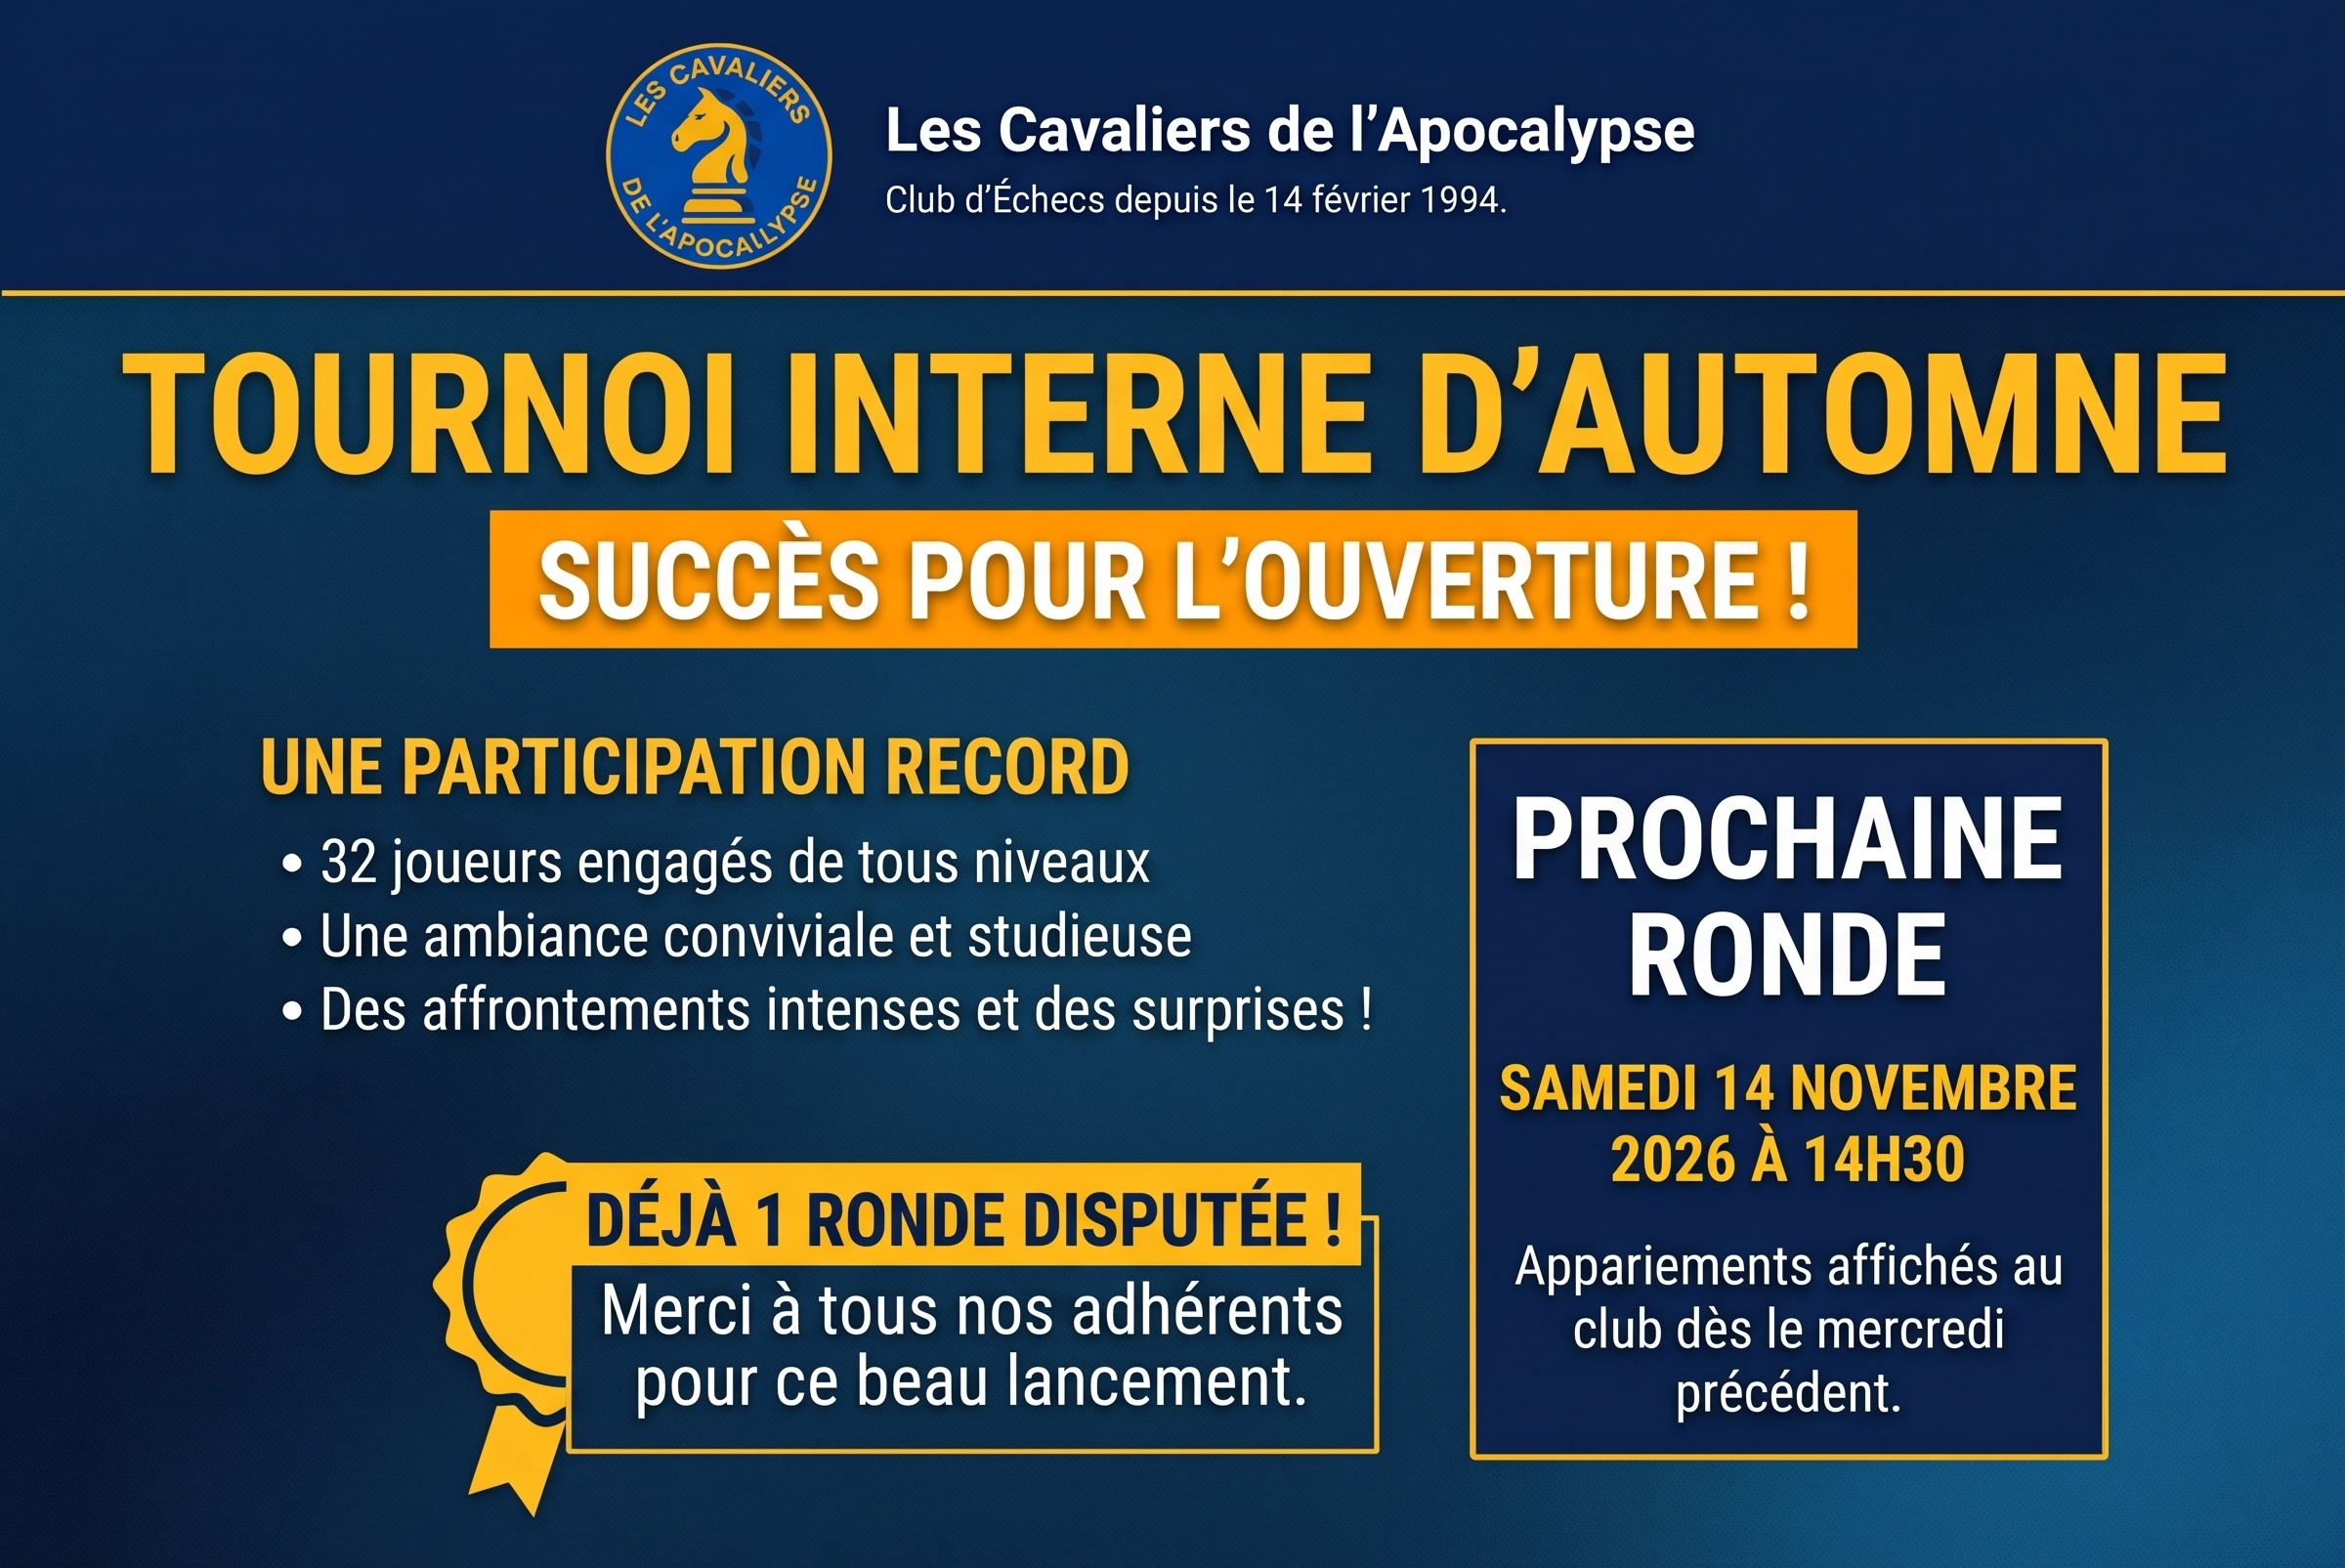 LES CAVALIERS
DE L'APOCALLYPSE
Les Cavaliers de l’Apocalypse
Club d’Échecs depuis le 14 février 1994.
TOURNOI INTERNE D’AUTOMNE
SUCCÈS POUR L’OUVERTURE !
UNE PARTICIPATION RECORD
• 32 joueurs engagés de tous niveaux
• Une ambiance conviviale et studieuse
• Des affrontements intenses et des surprises !
DÉJÀ 1 RONDE DISPUTÉE !
Merci à tous nos adhérents
pour ce beau lancement.
PROCHAINE
RONDE
SAMEDI 14 NOVEMBRE
2026 À 14H30
Appariements affichés au
club dès le mercredi
précédent.